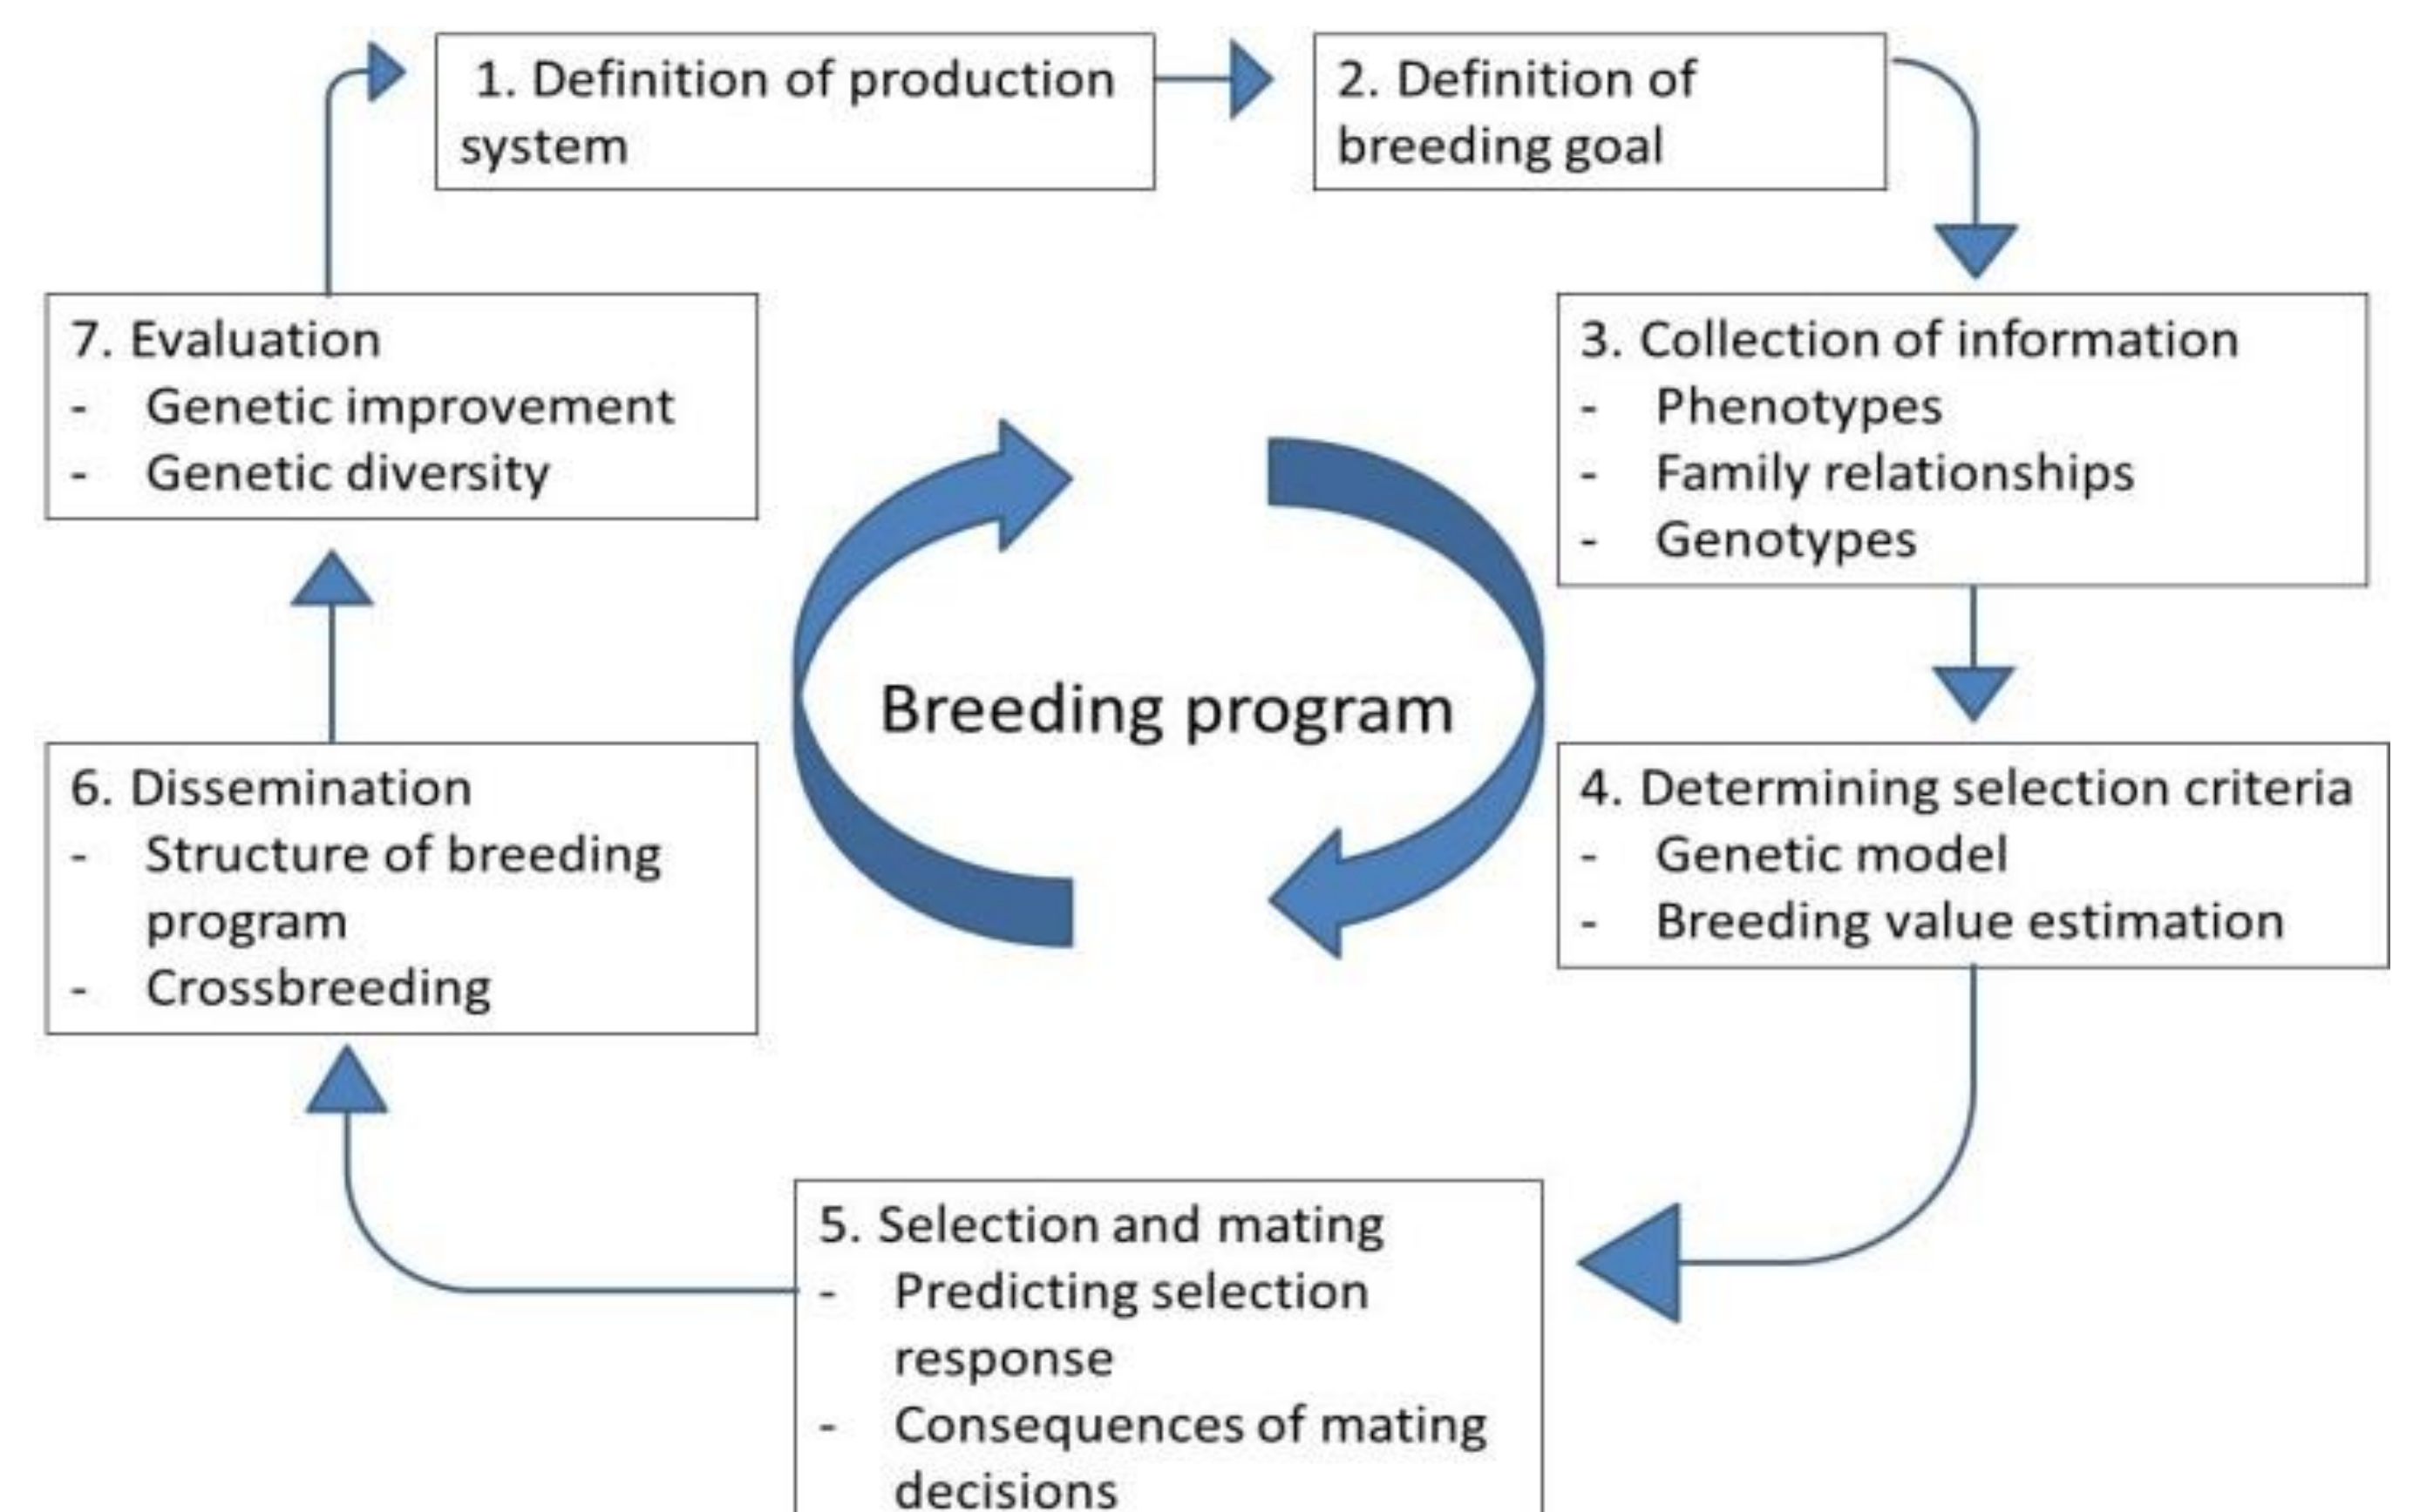 1. Definition of production
system
2. Definition of
breeding goal
3. Collection of information
- Phenotypes
- Family relationships
- Genotypes
4. Determining selection criteria
- Genetic model
- Breeding value estimation
5. Selection and mating
- Predicting selection
response
- Consequences of mating
decisions
6. Dissemination
- Structure of breeding
program
- Crossbreeding
7. Evaluation
- Genetic improvement
- Genetic diversity
Breeding program